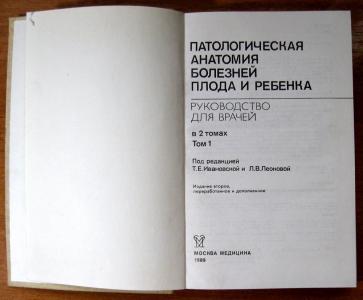 ПАТОЛОГИЧЕСКАЯ
АНАТОМИЯ
БОЛЕЗНЕЙ
ПЛОДА И РЕБЕНКА
РУКОВОДСТВО
ДЛЯ ВРАЧЕЙ
в 2 томах
Том 1
Под редакцией
Т.Е.Ивановской и Л.В.Леоновой
Издание второе,
переработанное и дополненное
МОСКВА МЕДИЦИНА
1989